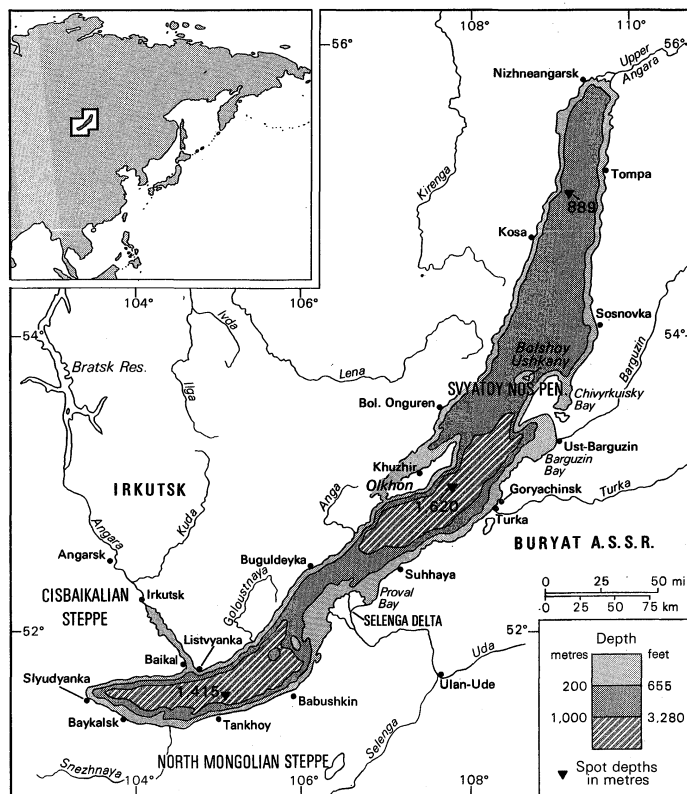 108°
110°
56°
56°
Nizhneangarsk
Upper
Angara
Tompa
889
Kirenga
Kosa
104°
106°
Sosnovka
54°
54°
Ivda
Bratsk Res.
Lena
Ilga
Bolshoy
Ushkany
Barguzin
SVYATOY NOS PEN.
Chivyrkuisky
Bay
Bol. Onguren
Ust-Barguzin
Barguzin
Bay
Khuzhir
Olkhon
IRKUTSK
Anga
1,620
Goryachinsk
Turka
Turka
Angara
Kuda
BURYAT A.S.S.R.
Angarsk
Buguldeyka
Suhhaya
0 25 50 mi
0 25 50 75 km
CISBAIKALIAN
STEPPE
Irkutsk
Goloustnaya
Proval
Bay
SELENGA DELTA
52°
52°
Listvyanka
Baikal
Uda
Slyudyanka
1,415
Babushkin
Ulan-Ude
Baykalsk
Tankhoy
Selenga
Snezhnaya
NORTH MONGOLIAN STEPPE
104°
106°
108°
Depth
metres feet
200 655
1,000 3,280
Spot depths
in metres